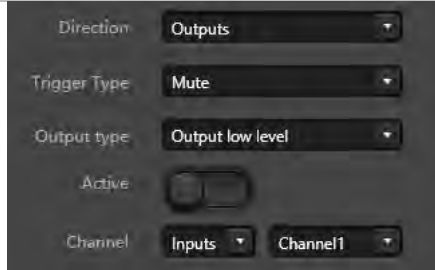 Direction Outputs
Trigger Type Mute
Output type Output low level
Active
Channel Inputs Channel1